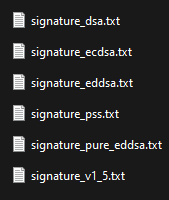 signature_dsa.txt
signature_ecdsa.txt
signature_eddsa.txt
signature_pss.txt
signature_pure_eddsa.txt
signature_v1_5.txt